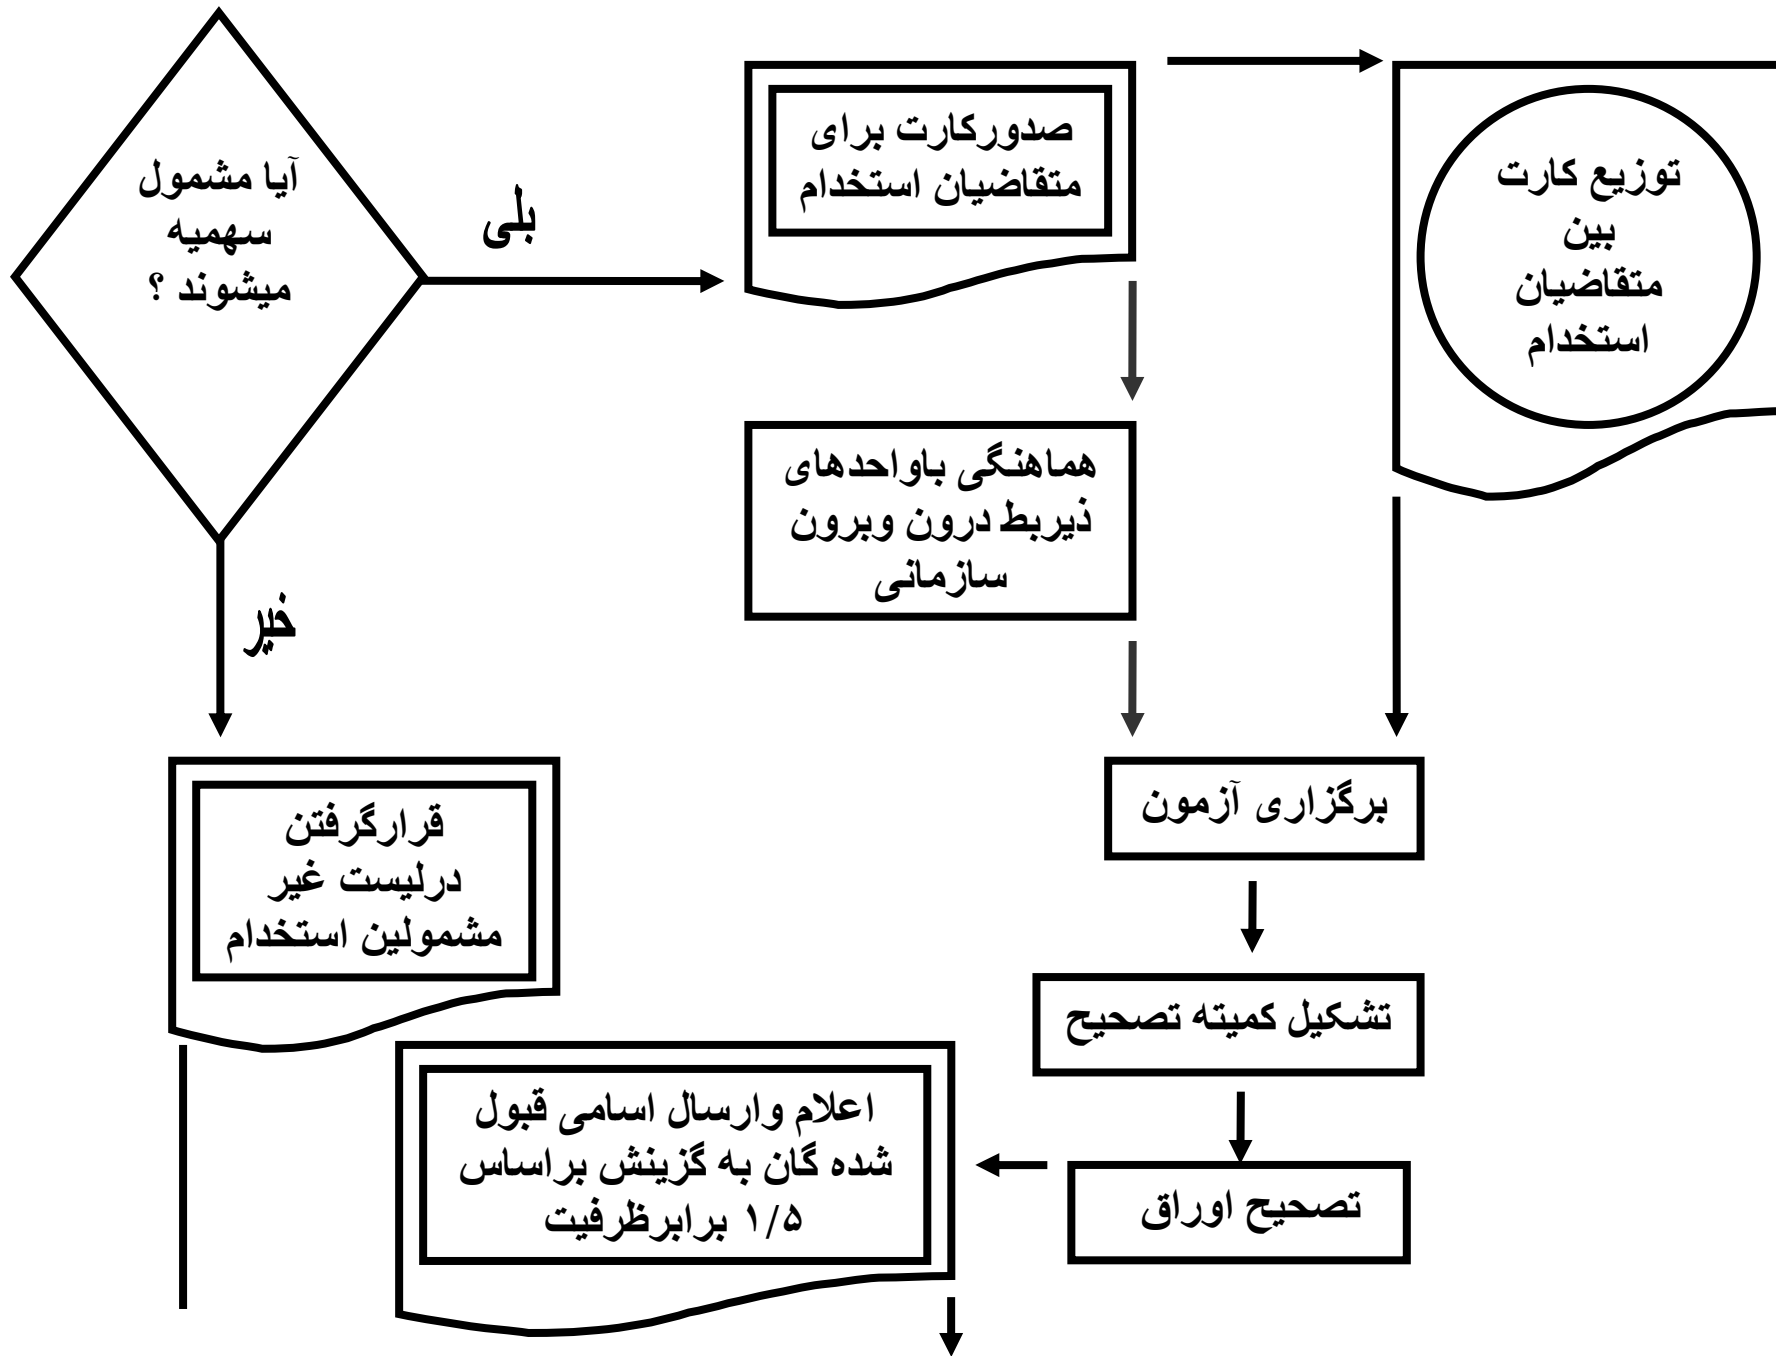 آیا مشمول
سهمیه
میشوند ؟
بلی
صدورکارت برای
متقاضیان استخدام
توزیع کارت
بین
متقاضیان
استخدام
هماهنگی باواحدهای
ذیربط درون وبرون
سازمانی
خیر
برگزاری آزمون
قرارگرفتن
درلیست غیر
مشمولین استخدام
تشکیل کمیته تصحیح
تصحیح اوراق
اعلام وارسال اسامی قبول
شده گان به گزینش براساس
۱/۵ برابرظرفیت